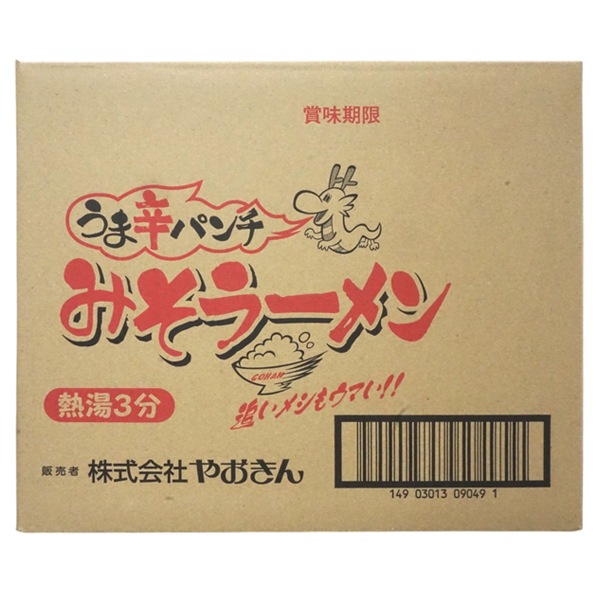 賞味期限
うま辛パンチ
みそラーメン
GOHAN
追いメシもウマい!!
熱湯3分
販売者 株式会社やおきん
149 03013 09049 1